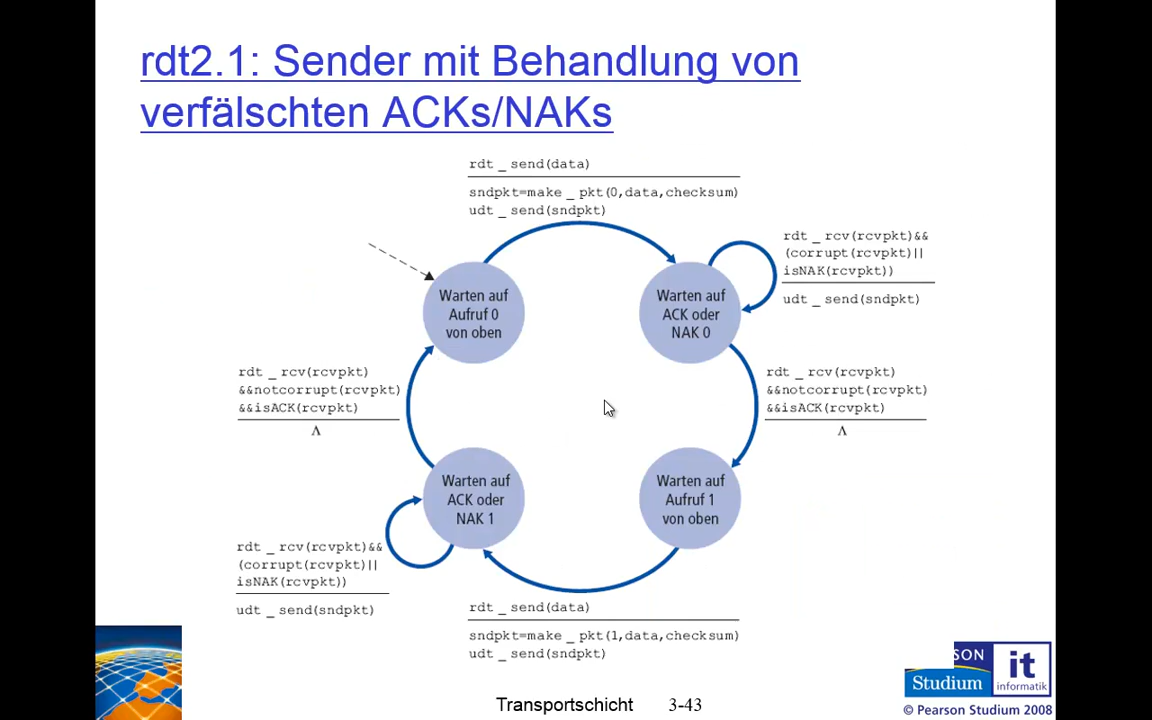 rdt2.1: Sender mit Behandlung von
verfälschten ACKs/NAKs
rdt _ send(data)
sndpkt=make _ pkt(0,data,checksum)
udt _ send(sndpkt)
rdt _ rcv(rcvpkt)&&
(corrupt(rcvpkt)||
isNAK(rcvpkt))
udt _ send(sndpkt)
Warten auf
Aufruf 0
von oben
Warten auf
ACK oder
NAK 0
rdt _ rcv(rcvpkt)
&&notcorrupt(rcvpkt)
&&isACK(rcvpkt)
Λ
rdt _ rcv(rcvpkt)
&&notcorrupt(rcvpkt)
&&isACK(rcvpkt)
Λ
Warten auf
ACK oder
NAK 1
Warten auf
Aufruf 1
von oben
rdt _ rcv(rcvpkt)&&
(corrupt(rcvpkt)||
isNAK(rcvpkt))
udt _ send(sndpkt)
rdt _ send(data)
sndpkt=make _ pkt(1,data,checksum)
udt _ send(sndpkt)
SON
Studium
it
informatik
Transportschicht 3-43
© Pearson Studium 2008